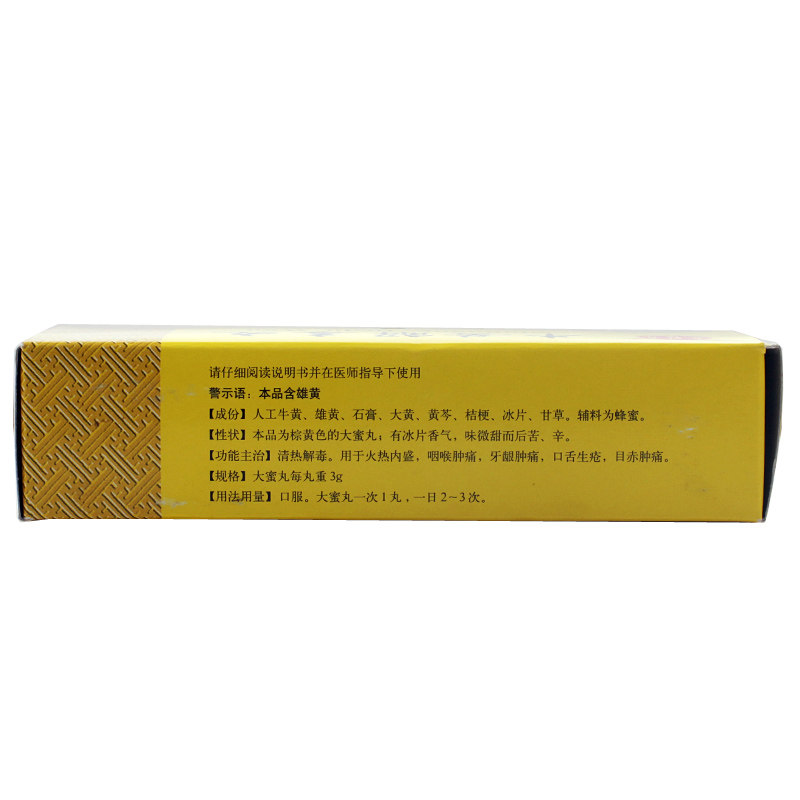 请仔细阅读说明书并在医师指导下使用
警示语：本品含雄黄
【成份】人工牛黄、雄黄、石膏、大黄、黄芩、桔梗、冰片、甘草。辅料为蜂蜜。
【性状】本品为棕黄色的大蜜丸；有冰片香气，味微甜而后苦、辛。
【功能主治】清热解毒。用于火热内盛，咽喉肿痛，牙龈肿痛，口舌生疮，目赤肿痛。
【规格】大蜜丸每丸重3g
【用法用量】口服。大蜜丸一次1丸，一日2～3次。